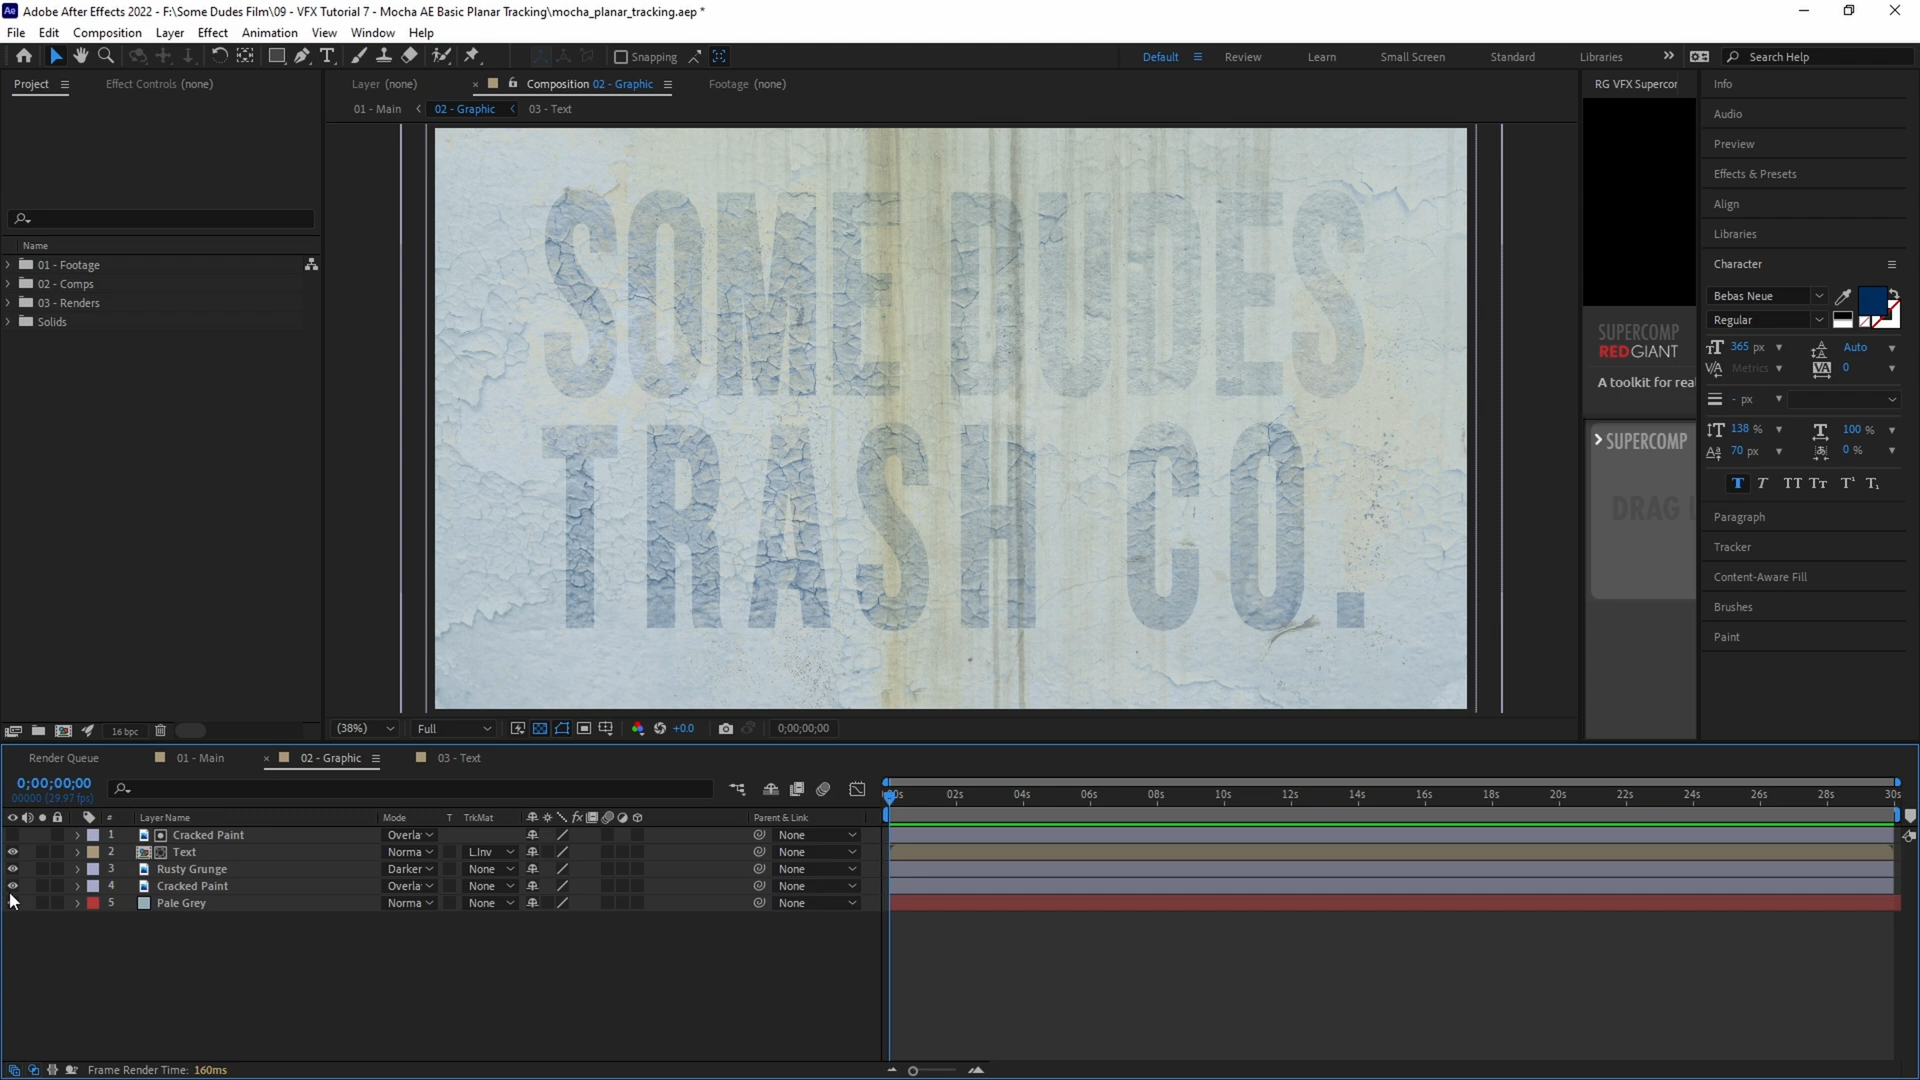 Adobe After Effects 2022 - F:\Some Dudes Film\09 - VFX Tutorial 7 - Mocha AE Basic Planar Tracking\mocha_planar_tracking.aep *
File Edit Composition Layer Effect Animation View Window Help
Snapping
Default Review Learn Small Screen Standard Libraries Search Help
Project Effect Controls (none)
Layer (none) Composition 02 - Graphic Footage (none)
RG VFX Supercor
Info
01 - Main 02 - Graphic 03 - Text
Audio
Preview
Effects & Presets
Align
Libraries
Character
Name
01 - Footage
02 - Comps
03 - Renders
Solids
SOME DUDES
TRASH CO.
Bebas Neue
Regular
365 px Auto
Metrics 0
- px
138 % 100 %
70 px 0 %
T T TT Tт T¹ T₁
SUPERCOMP
REDGIANT
A toolkit for real
SUPERCOMP
DRAG
Paragraph
Tracker
Content-Aware Fill
Brushes
Paint
16 bpc
(38%) Full +0.0 0;00;00;00
Render Queue 01 - Main 02 - Graphic 03 - Text
0;00;00;00
00000 (29.97 fps)
00s 02s 04s 06s 08s 10s 12s 14s 16s 18s 20s 22s 24s 26s 28s 30s
# Layer Name Mode T TrkMat Parent & Link
1 Cracked Paint Overla None
2 Text Norma L.Inv None
3 Rusty Grunge Darker None None
4 Cracked Paint Overla None None
5 Pale Grey Norma None None
Frame Render Time: 160ms